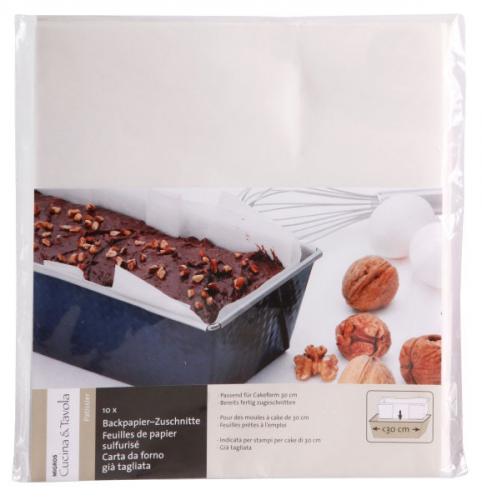 MIGROS
Cucina & Tavola
Patissier
10 x
Backpapier–Zuschnitte
Feuilles de papier
sulfurisé
Carta da forno
già tagliata
· Passend für Cakeform 30 cm
· Bereits fertig zugeschnitten
· Pour des moules à cake de 30 cm
· Feuilles prêtes à l'emploi
· Indicata per stampi per cake di 30 cm
· Già tagliata
<30 cm